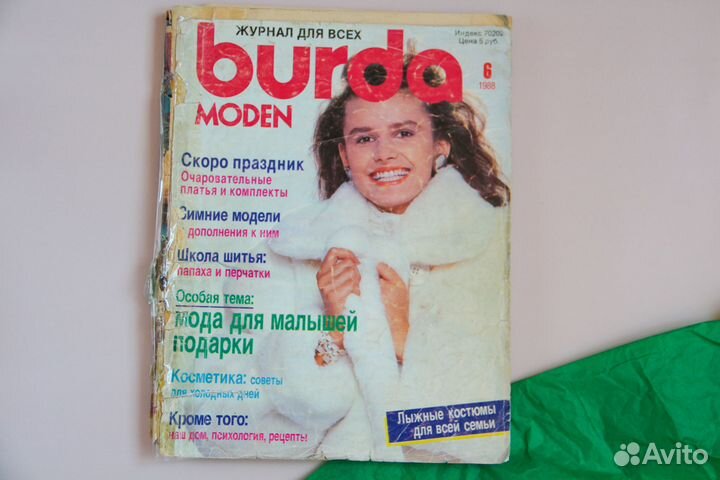 ЖУРНАЛ ДЛЯ ВСЕХ
Индекс 70209
Цена 5 руб.
burda
MODEN
6
1988
Скоро праздник
Очаровательные
платья и комплекты
Зимние модели
дополнения к ним
Школа шитья:
папаха и перчатки
Особая тема:
мода для малышей
подарки
Косметика: советы
для холодных дней
Кроме того:
наш дом, психология, рецепты
Лыжные костюмы
для всей семьи
Avito